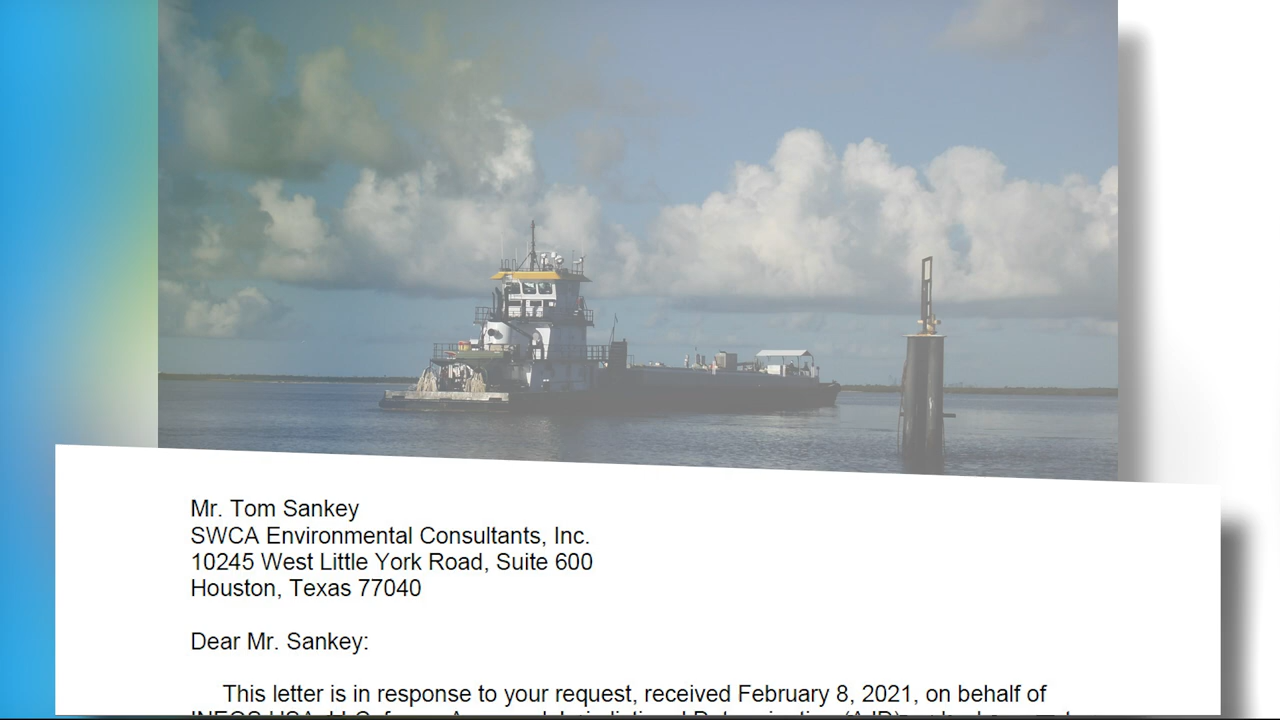 Mr. Tom Sankey
SWCA Environmental Consultants, Inc.
10245 West Little York Road, Suite 600
Houston, Texas 77040
Dear Mr. Sankey:
This letter is in response to your request, received February 8, 2021, on behalf of